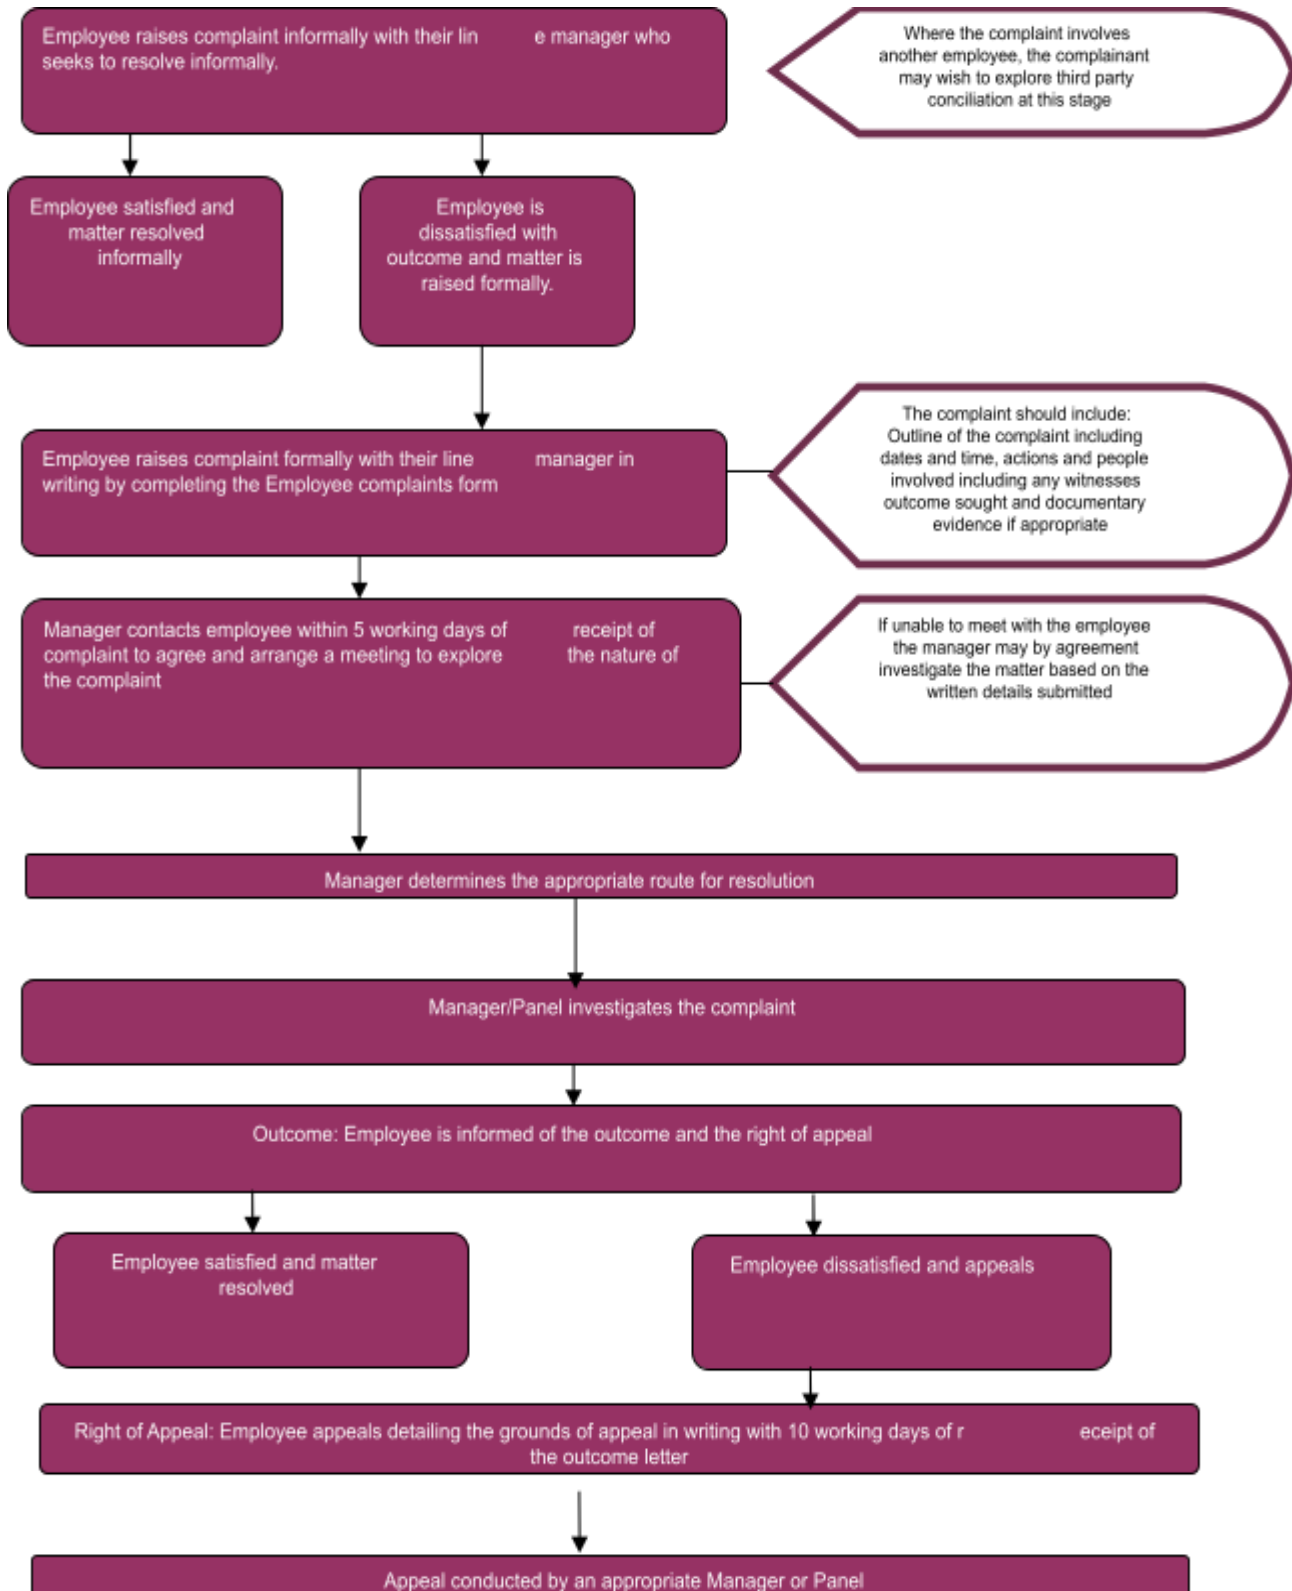 Employee raises complaint informally with their lin e manager who
seeks to resolve informally.
Where the complaint involves
another employee, the complainant
may wish to explore third party
conciliation at this stage
Employee satisfied and
matter resolved
informally
Employee is
dissatisfied with
outcome and matter is
raised formally.
Employee raises complaint formally with their line manager in
writing by completing the Employee complaints form
The complaint should include:
Outline of the complaint including
dates and time, actions and people
involved including any witnesses
outcome sought and documentary
evidence if appropriate
Manager contacts employee within 5 working days of receipt of
complaint to agree and arrange a meeting to explore the nature of
the complaint
If unable to meet with the employee
the manager may by agreement
investigate the matter based on the
written details submitted
Manager determines the appropriate route for resolution
Manager/Panel investigates the complaint
Outcome: Employee is informed of the outcome and the right of appeal
Employee satisfied and matter
resolved
Employee dissatisfied and appeals
Right of Appeal: Employee appeals detailing the grounds of appeal in writing with 10 working days of r eceipt of
the outcome letter
Appeal conducted by an appropriate Manager or Panel